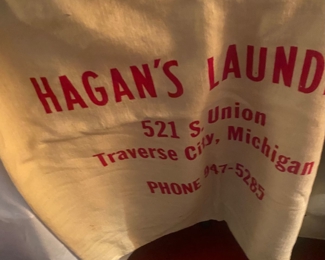 HAGAN'S LAUND
521 S. Union
Traverse City, Michigan
PHONE 947-5285